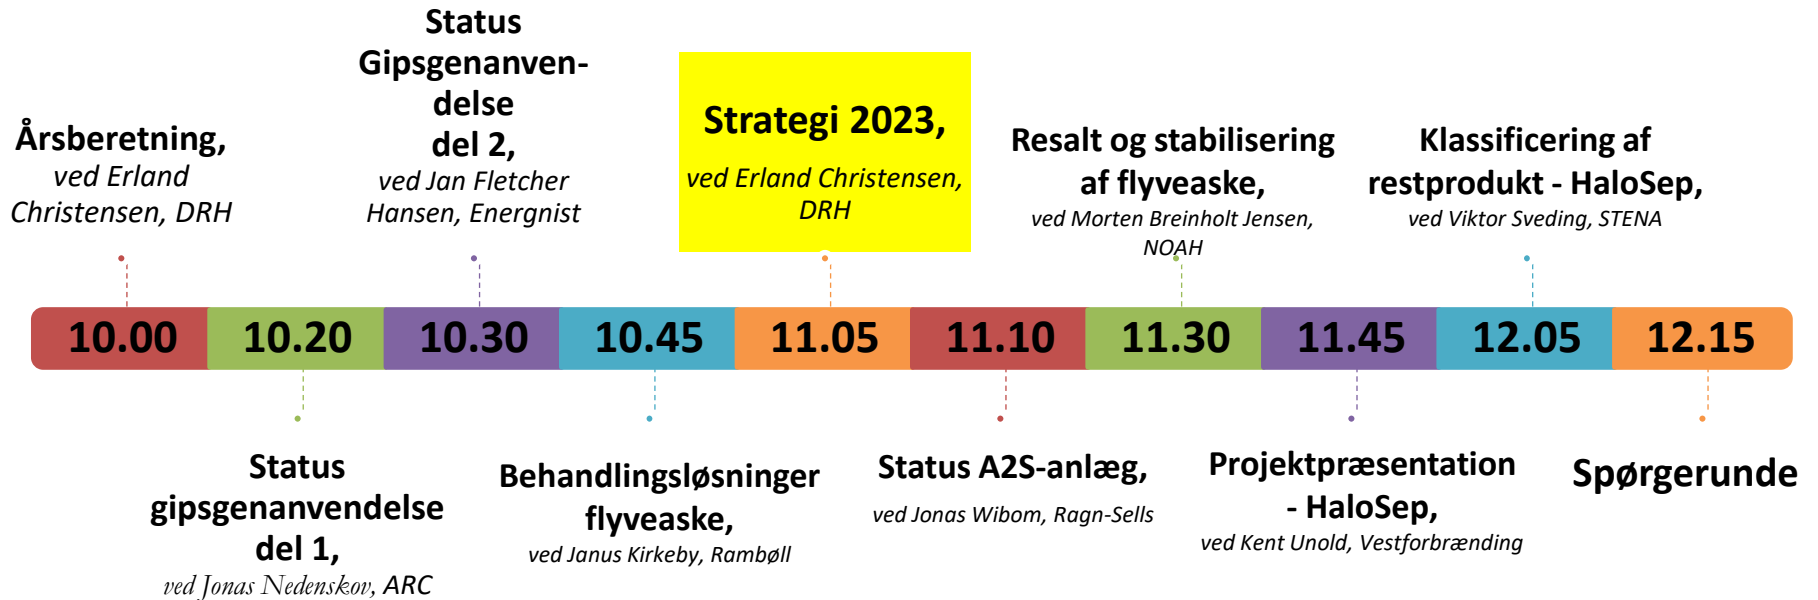 Årsberetning,
ved Erland
Christensen, DRH
Status
Gipsgenanven-
delse
del 2,
ved Jan Fletcher
Hansen, Energnist
Strategi 2023,
ved Erland Christensen,
DRH
Resalt og stabilisering
af flyveaske,
ved Morten Breinholt Jensen,
NOAH
Klassificering af
restprodukt - HaloSep,
ved Viktor Sveding, STENA
10.00
10.20
10.30
10.45
11.05
11.10
11.30
11.45
12.05
12.15
Status
gipsgenanvendelse
del 1,
ved Jonas Nedenskov, ARC
Behandlingsløsninger
flyveaske,
ved Janus Kirkeby, Rambøll
Status A2S-anlæg,
ved Jonas Wibom, Ragn-Sells
Projektpræsentation
- HaloSep,
ved Kent Unold, Vestforbrænding
Spørgerunde